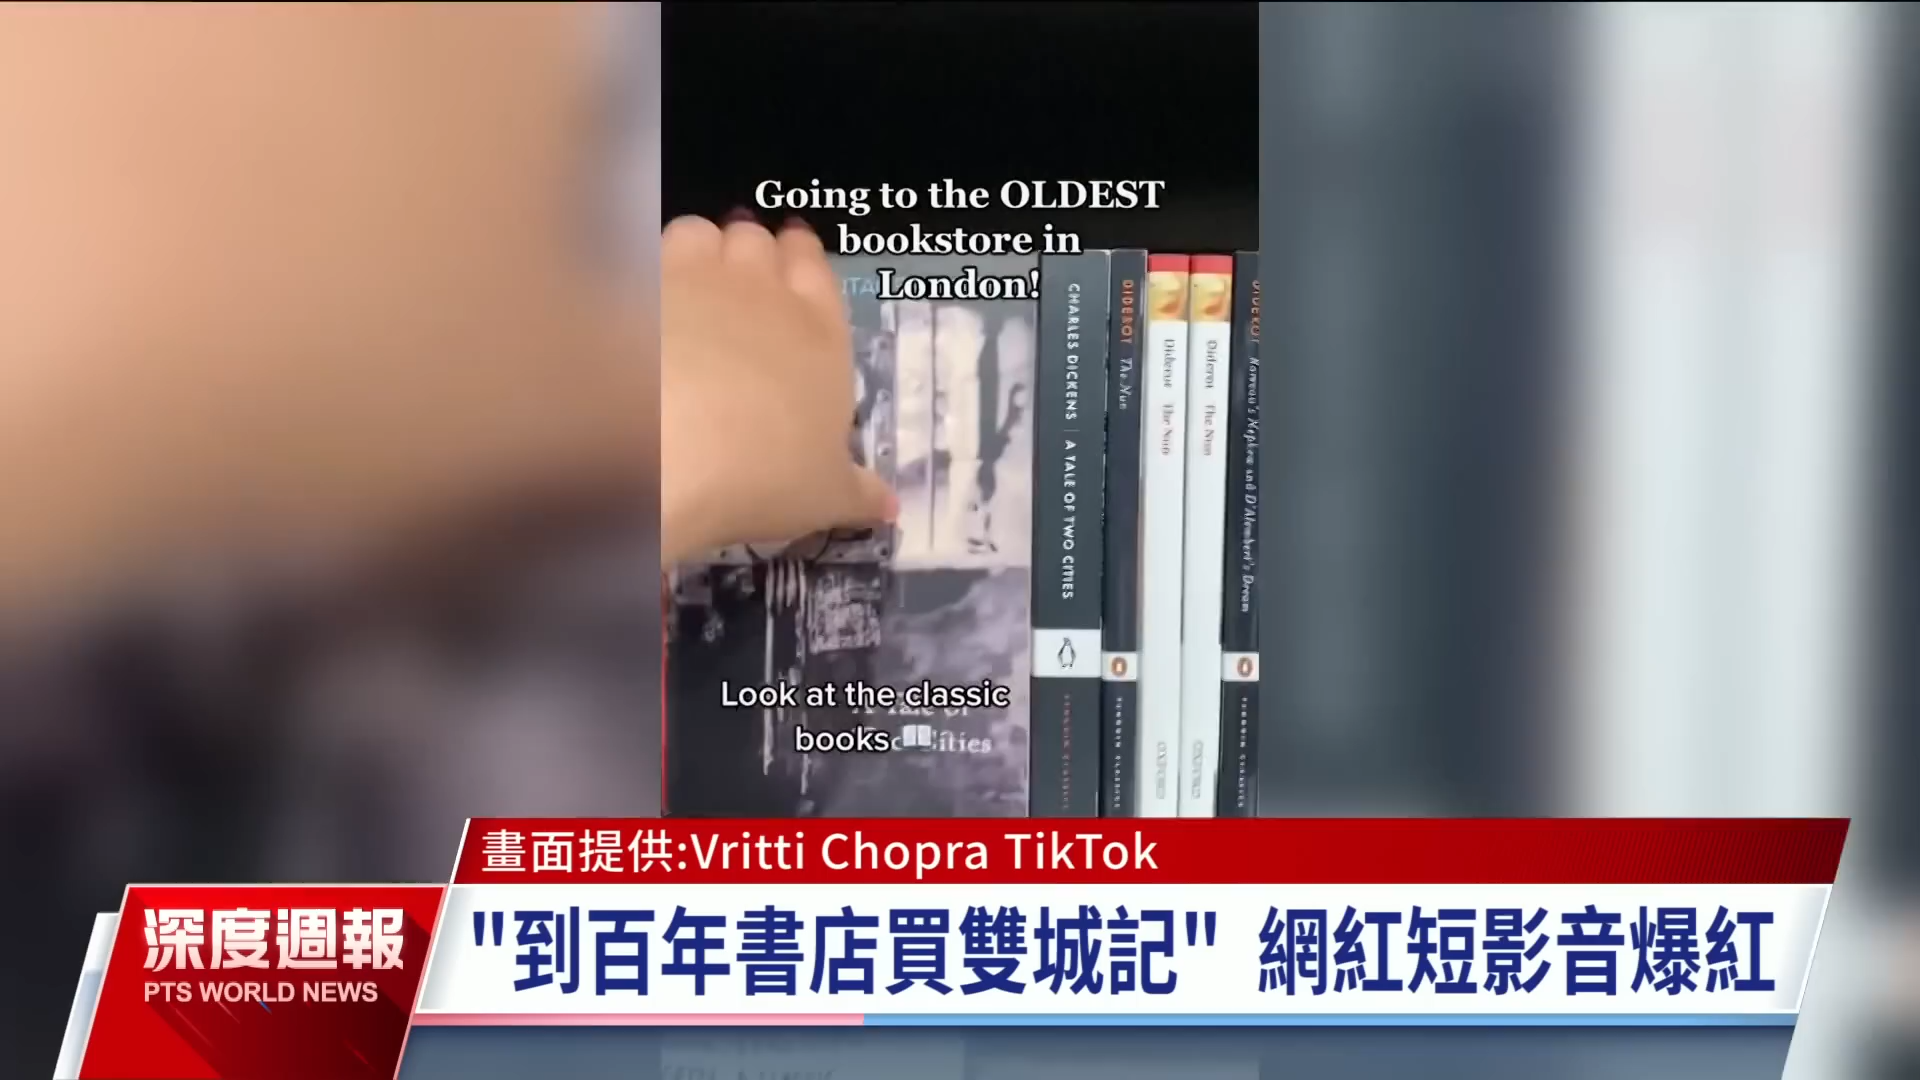 Going to the OLDEST
bookstore in
London!
CHARLES DICKENS | A TALE OF TWO CITIES
DIDEROT The Nun
Diderot The Nun
Diderot The Nun
DIDEROT Rameau's Nephew and D'Alembert's Dream
Look at the classic
books
A Tale of
Cities
畫面提供:Vritti Chopra TikTok
深度週報
PTS WORLD NEWS
"到百年書店買雙城記" 網紅短影音爆紅